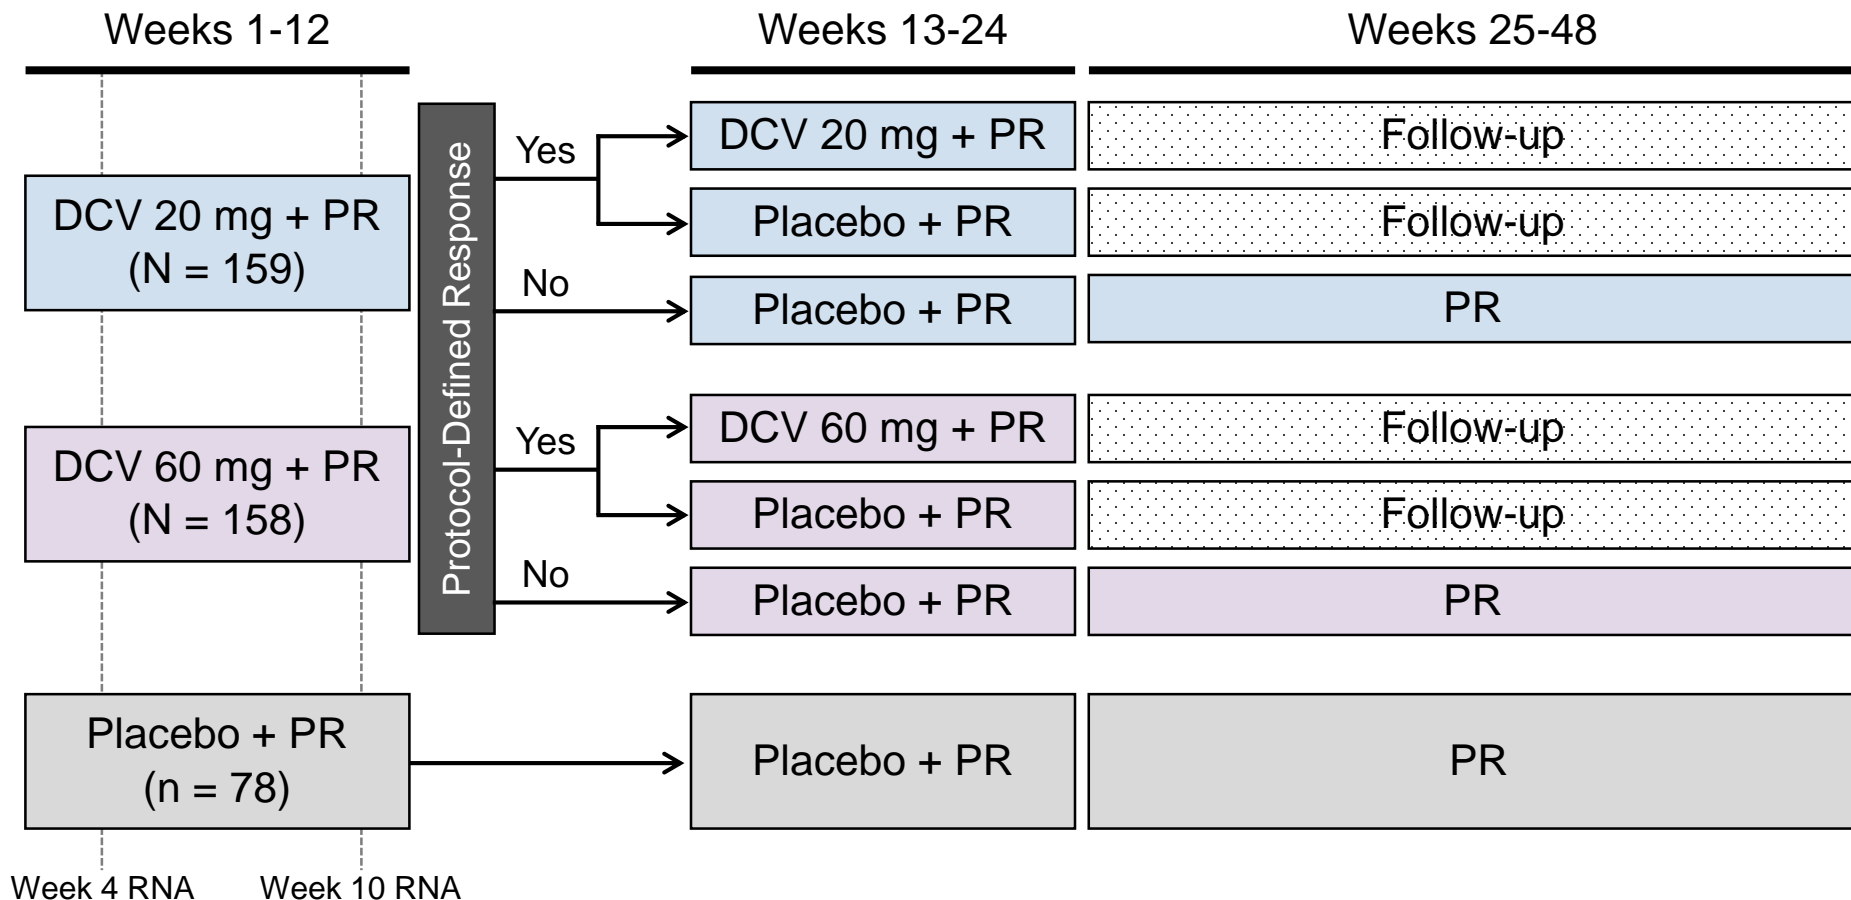 Weeks 1-12
Weeks 13-24
Weeks 25-48
DCV 20 mg + PR
(N = 159)
DCV 60 mg + PR
(N = 158)
Placebo + PR
(n = 78)
Week 4 RNA
Week 10 RNA
Protocol-Defined Response
Yes
No
Yes
No
DCV 20 mg + PR
Follow-up
Placebo + PR
Follow-up
Placebo + PR
PR
DCV 60 mg + PR
Follow-up
Placebo + PR
Follow-up
Placebo + PR
PR
Placebo + PR
PR